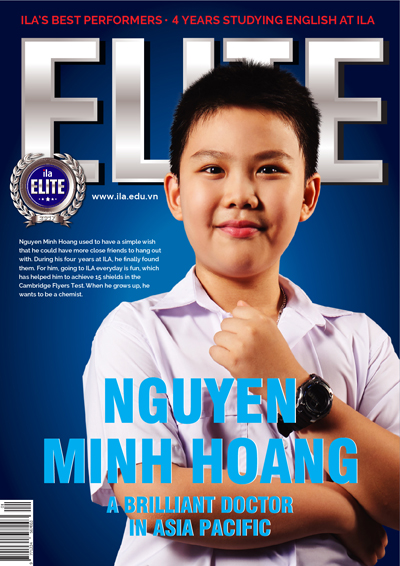 ILA'S BEST PERFORMERS • 4 YEARS STUDYING ENGLISH AT ILA
ELITE
ila
ELITE
www.ila.edu.vn
Nguyen Minh Hoang used to have a simple wish
that he could have more close friends to hang out
with. During his four years at ILA, he finally found
them. For him, going to ILA everyday is fun, which
has helped him to achieve 15 shields in the
Cambridge Flyers Test. When he grows up, he
wants to be a chemist.
NGUYEN
MINH HOANG
A BRILLIANT DOCTOR
IN ASIA PACIFIC